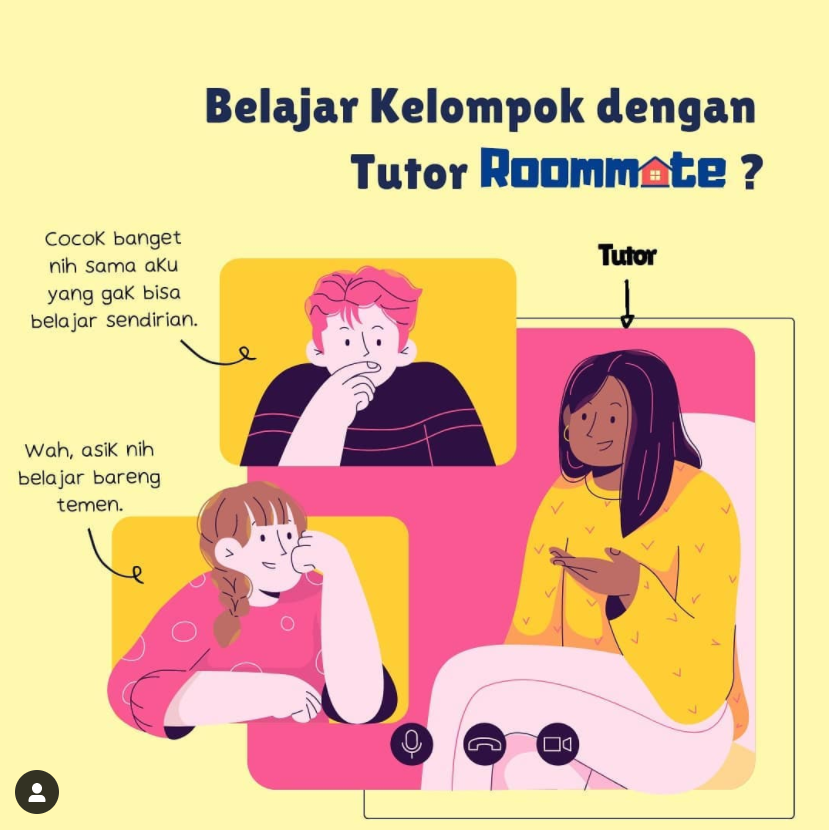 Belajar Kelompok dengan
Tutor Roommate ?
Cocok banget
nih sama aku
yang gak bisa
belajar sendirian.
Tutor
Wah, asik nih
belajar bareng
temen.